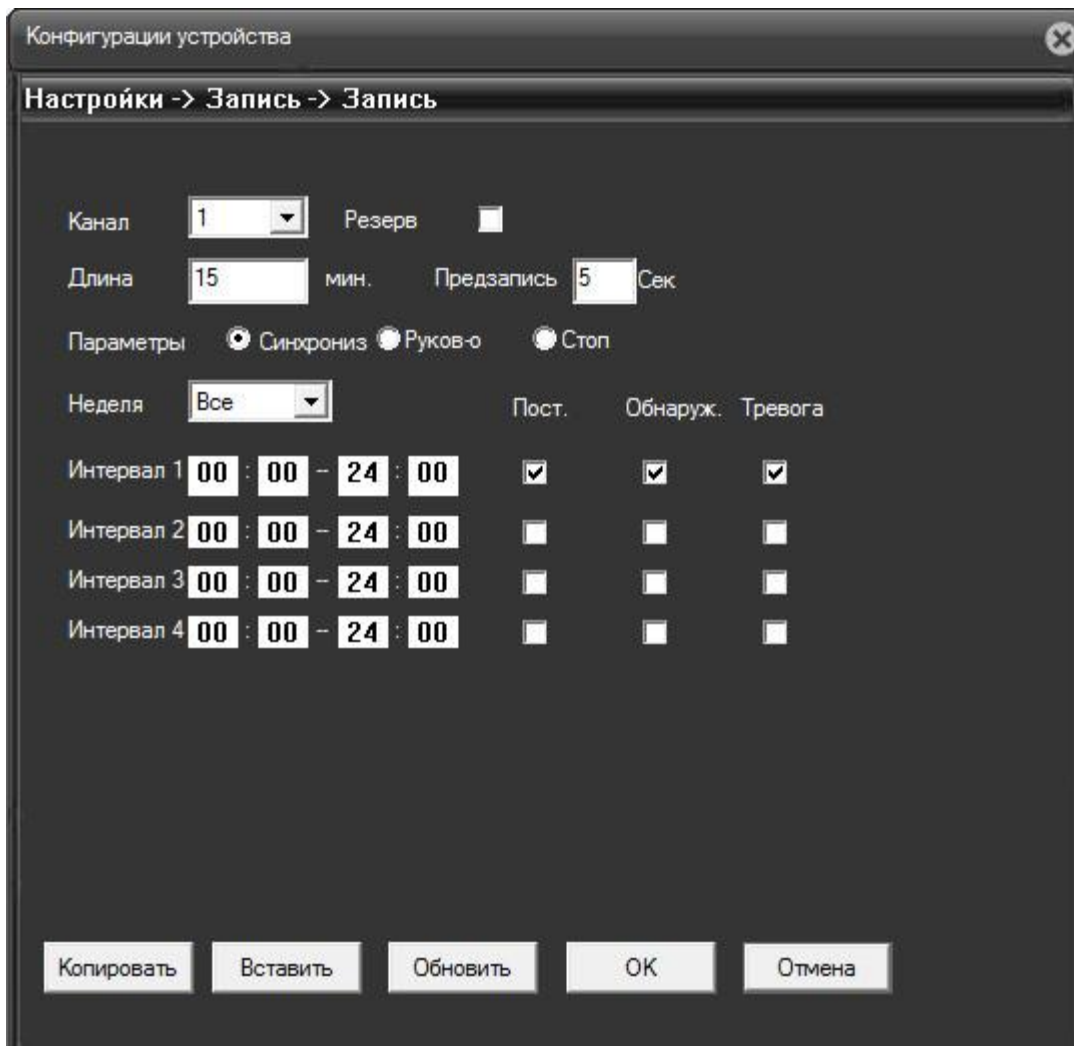 Конфигурации устройства
Настройки -> Запись -> Запись
Канал 1 Резерв
Длина 15 мин. Предзапись 5 Сек
Параметры Синхрониз Руков-о Стоп
Неделя Все Пост. Обнаруж. Тревога
Интервал 1 00 : 00 - 24 : 00
Интервал 2 00 : 00 - 24 : 00
Интервал 3 00 : 00 - 24 : 00
Интервал 4 00 : 00 - 24 : 00
Копировать Вставить Обновить OK Отмена